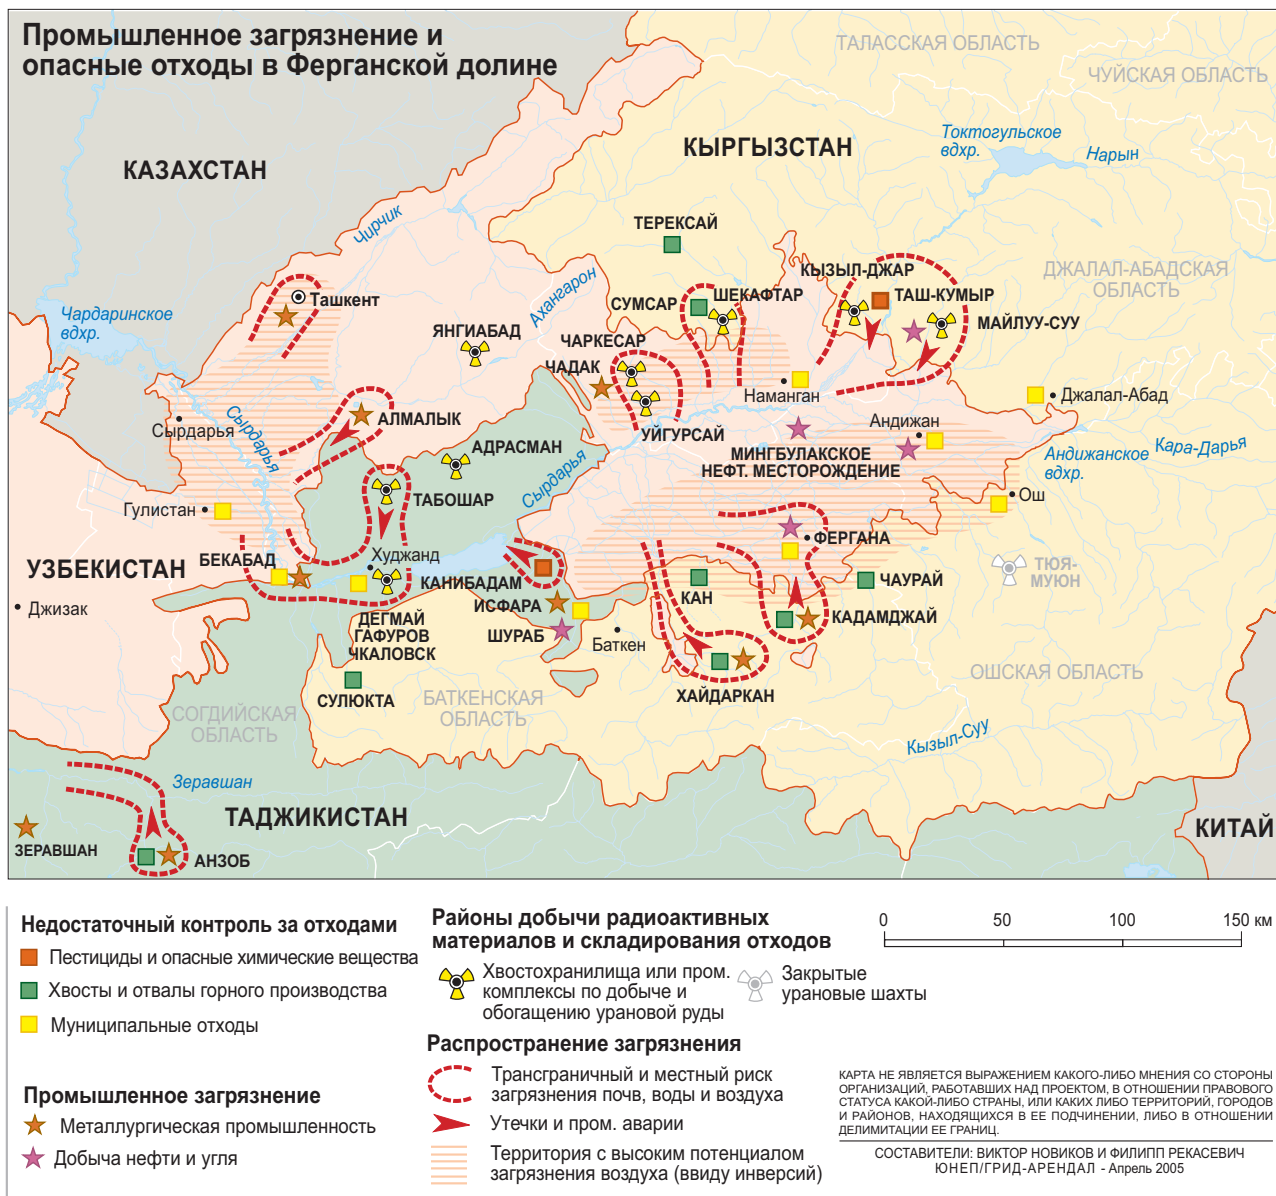 Промышленное загрязнение и
опасные отходы в Ферганской долине
ТАЛАССКАЯ ОБЛАСТЬ
ЧУЙСКАЯ ОБЛАСТЬ
Токтогульское
вдхр.
Нарын
КАЗАХСТАН
КЫРГЫЗСТАН
Чирчик
ТЕРЕКСАЙ
КЫЗЫЛ-ДЖАР
ДЖАЛАЛ-АБАДСКАЯ
ОБЛАСТЬ
Ахангарон
Ташкент
СУМСАР
ШЕКАФТАР
ТАШ-КУМЫР
МАЙЛУУ-СУУ
Чардаринское
вдхр.
ЯНГИАБАД
ЧАРКЕСАР
ЧАДАК
Наманган
Джалал-Абад
Сырдарья
Сырдарья
АЛМАЛЫК
УЙГУРСАЙ
Андижан
АДРАСМАН
МИНГБУЛАКСКОЕ
НЕФТ. МЕСТОРОЖДЕНИЕ
Андижанское
вдхр.
Кара-Дарья
Сырдарья
ТАБОШАР
Гулистан
Ош
ФЕРГАНА
УЗБЕКИСТАН
БЕКАБАД
Худжанд
КАНИБАДАМ
ТЮЯ-
МУЮН
Джизак
ИСФАРА
КАН
ЧАУРАЙ
ДЕГМАЙ
ГАФУРОВ
ЧКАЛОВСК
ШУРАБ
Баткен
КАДАМДЖАЙ
СУЛЮКТА
БАТКЕНСКАЯ
ОБЛАСТЬ
ХАЙДАРКАН
ОШСКАЯ ОБЛАСТЬ
СОГДИЙСКАЯ
ОБЛАСТЬ
Кызыл-Суу
Зеравшан
ТАДЖИКИСТАН
КИТАЙ
ЗЕРАВШАН
АНЗОБ
Недостаточный контроль за отходами
Пестициды и опасные химические вещества
Хвосты и отвалы горного производства
Муниципальные отходы
Промышленное загрязнение
Металлургическая промышленность
Добыча нефти и угля
Районы добычи радиоактивных
материалов и складирования отходов
Хвостохранилища или пром.
комплексы по добыче и
обогащению урановой руды
Закрытые
урановые шахты
Распространение загрязнения
Трансграничный и местный риск
загрязнения почв, воды и воздуха
Утечки и пром. аварии
Территория с высоким потенциалом
загрязнения воздуха (ввиду инверсий)
0 50 100 150 км
КАРТА НЕ ЯВЛЯЕТСЯ ВЫРАЖЕНИЕМ КАКОГО-ЛИБО МНЕНИЯ СО СТОРОНЫ
ОРГАНИЗАЦИЙ, РАБОТАВШИХ НАД ПРОЕКТОМ, В ОТНОШЕНИИ ПРАВОВОГО
СТАТУСА КАКОЙ-ЛИБО СТРАНЫ, ИЛИ КАКИХ ЛИБО ТЕРРИТОРИЙ, ГОРОДОВ
И РАЙОНОВ, НАХОДЯЩИХСЯ В ЕЕ ПОДЧИНЕНИИ, ЛИБО В ОТНОШЕНИИ
ДЕЛИМИТАЦИИ ЕЕ ГРАНИЦ.
СОСТАВИТЕЛИ: ВИКТОР НОВИКОВ И ФИЛИПП РЕКАСЕВИЧ
ЮНЕП/ГРИД-АРЕНДАЛ - Апрель 2005